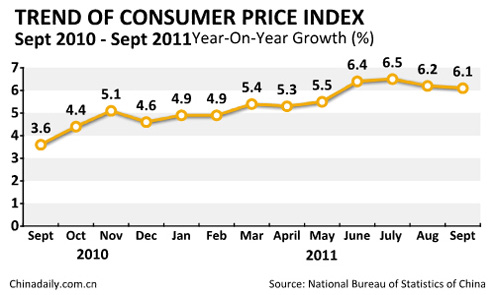 TREND OF CONSUMER PRICE INDEX
Sept 2010 - Sept 2011 Year-On-Year Growth (%)
7
6
5
4
3
2
1
0
3.6 4.4 5.1 4.6 4.9 4.9 5.4 5.3 5.5 6.4 6.5 6.2 6.1
Sept Oct Nov Dec Jan Feb Mar April May June July Aug Sept
2010 2011
Chinadaily.com.cn Source: National Bureau of Statistics of China